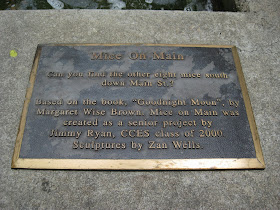 Mice On Main
Can you find the other eight mice south
down Main St.?
Based on the book, "Goodnight Moon", by
Margaret Wise Brown, Mice on Main was
created as a senior project by
Jimmy Ryan, CCES class of 2000.
Sculptures by Zan Wells